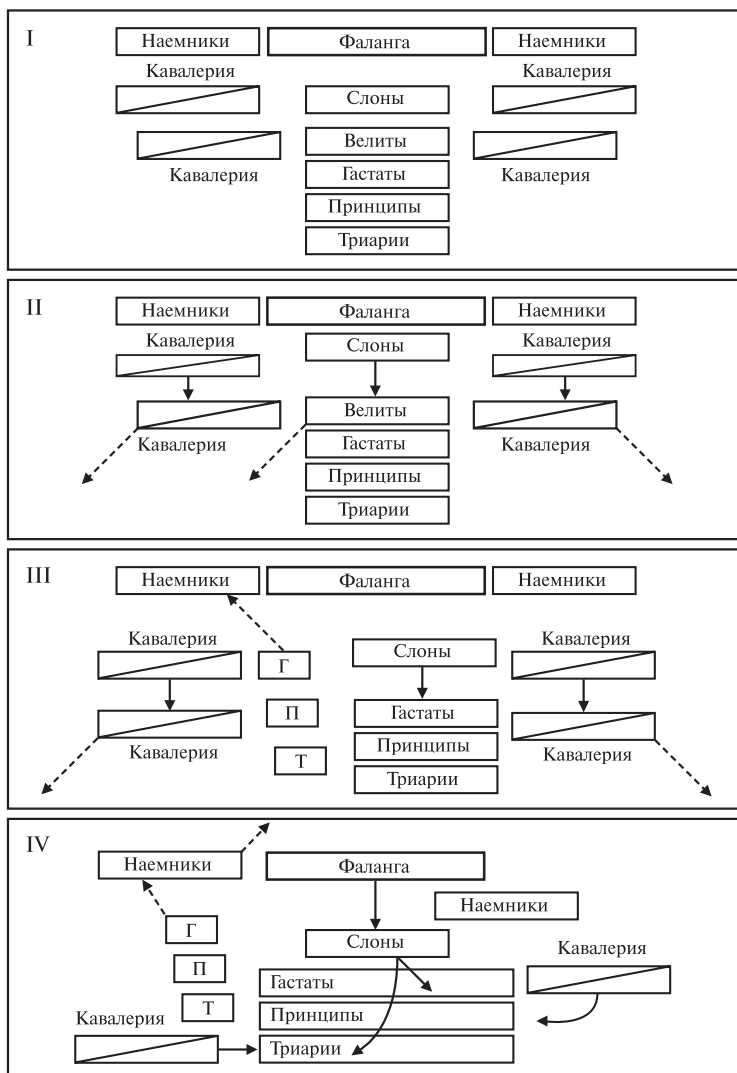 I
Наемники Фаланга Наемники
Кавалерия Кавалерия
Слоны
Велиты
Кавалерия Гастаты Кавалерия
Принципы
Триарии
II
Наемники Фаланга Наемники
Кавалерия Слоны Кавалерия
Велиты
Кавалерия Гастаты Кавалерия
Принципы
Триарии
III
Наемники Фаланга Наемники
Кавалерия Слоны Кавалерия
Г
П Гастаты
Кавалерия Принципы Кавалерия
Т Триарии
IV
Наемники Фаланга
Наемники
Г Слоны
Кавалерия
П Гастаты
Т Принципы
Кавалерия
Триарии